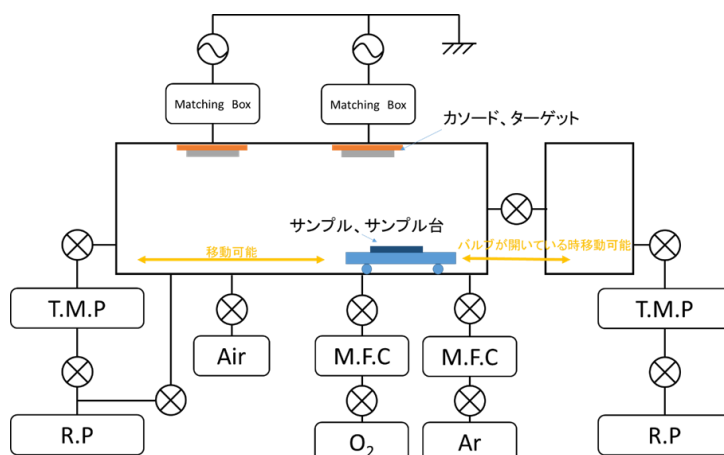 Matching Box
Matching Box
カソード、ターゲット
サンプル、サンプル台
移動可能
バルブが開いている時移動可能
T.M.P
Air
M.F.C
M.F.C
T.M.P
R.P
O₂
Ar
R.P